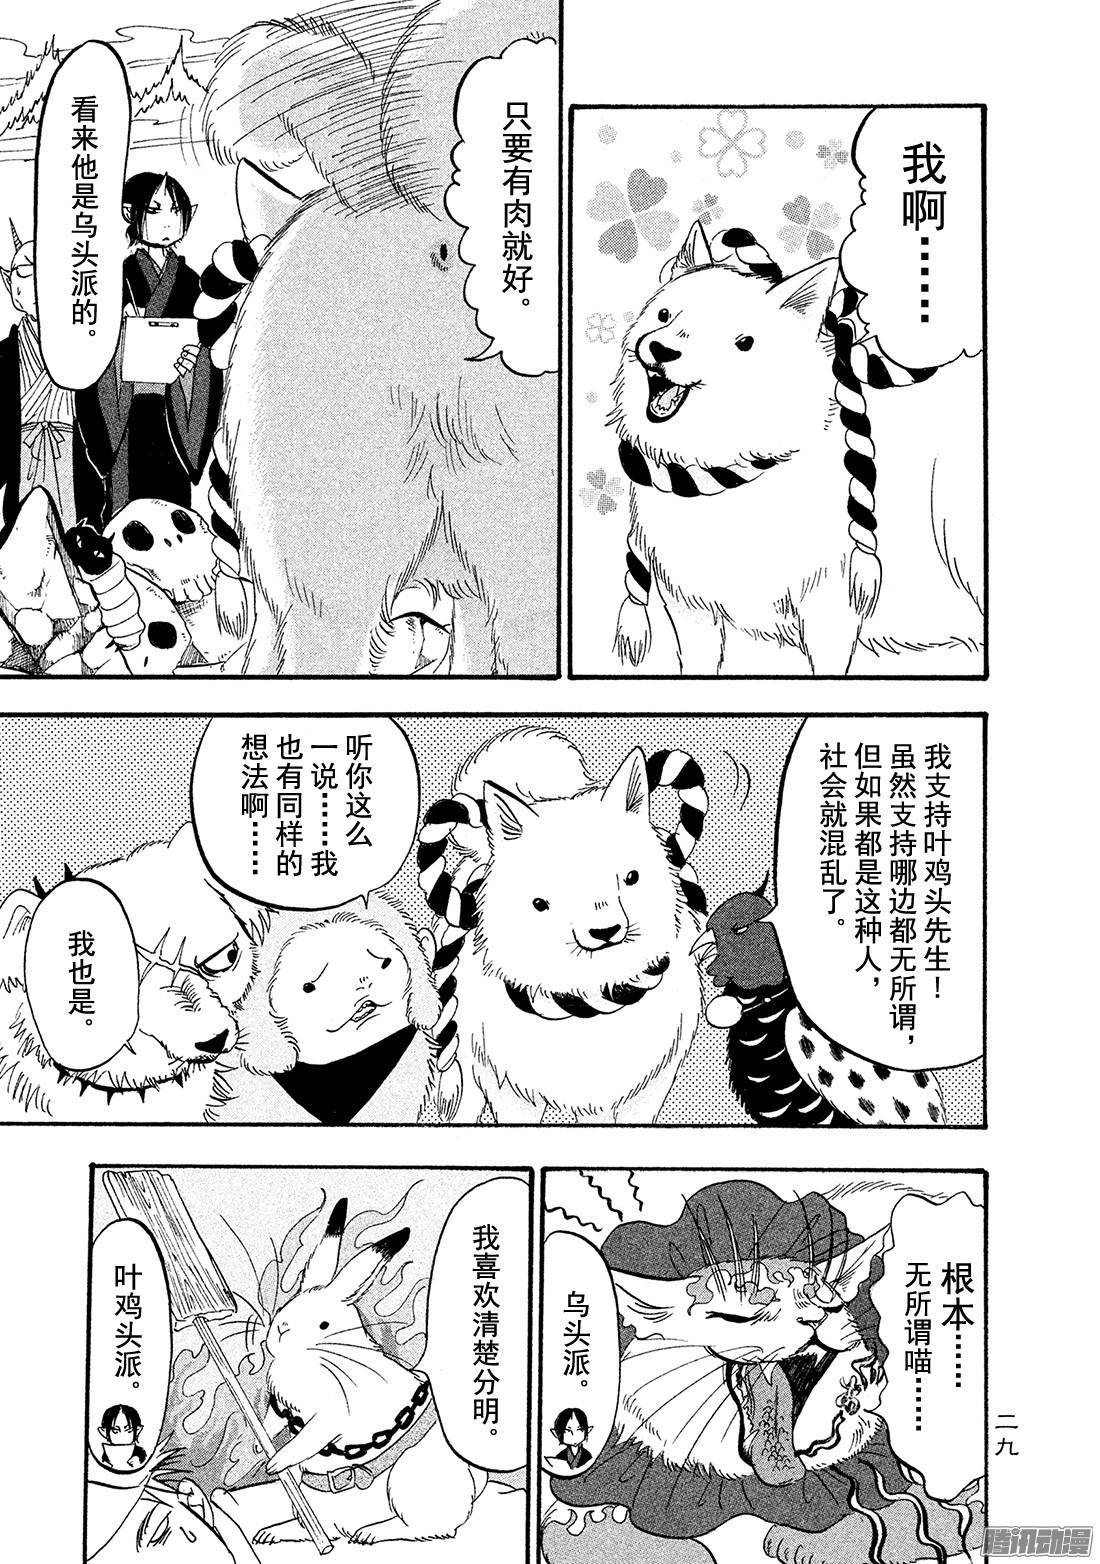 我啊……
只要有肉就好。
看来他是乌头派的。
我支持叶鸡头先生！
虽然支持哪边都无所谓，
但如果都是这种人，
社会就混乱了。
听你这么
一说……我
也有同样的
想法啊……
我也是。
根本……
无所谓喵……
乌头派。
我喜欢清楚分明。
叶鸡头派。
二九
腾讯动漫